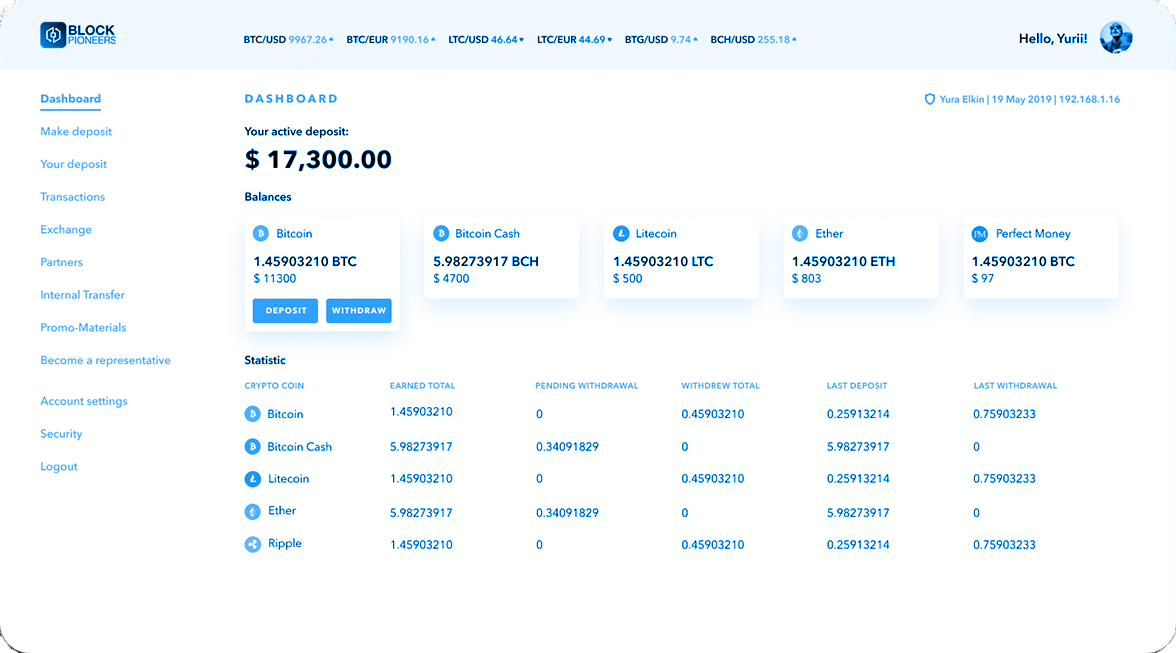 BLOCK
PIONEERS
BTC/USD 9967.26 BTC/EUR 9190.16 LTC/USD 46.64 LTC/EUR 44.69 BTG/USD 9.74 BCH/USD 255.18
Hello, Yurii!
Dashboard
Make deposit
Your deposit
Transactions
Exchange
Partners
Internal Transfer
Promo-Materials
Become a representative
Account settings
Security
Logout
DASHBOARD
Yura Elkin | 19 May 2019 | 192.168.1.16
Your active deposit:
$ 17,300.00
Balances
Bitcoin
1.45903210 BTC
$ 11300
DEPOSIT WITHDRAW
Bitcoin Cash
5.98273917 BCH
$ 4700
Litecoin
1.45903210 LTC
$ 500
Ether
1.45903210 ETH
$ 803
PM Perfect Money
1.45903210 BTC
$ 97
Statistic
CRYPTO COIN EARNED TOTAL PENDING WITHDRAWAL WITHDREW TOTAL LAST DEPOSIT LAST WITHDRAWAL
Bitcoin 1.45903210 0 0.45903210 0.25913214 0.75903233
Bitcoin Cash 5.98273917 0.34091829 0 5.98273917 0
Litecoin 1.45903210 0 0.45903210 0.25913214 0.75903233
Ether 5.98273917 0.34091829 0 5.98273917 0
Ripple 1.45903210 0 0.45903210 0.25913214 0.75903233